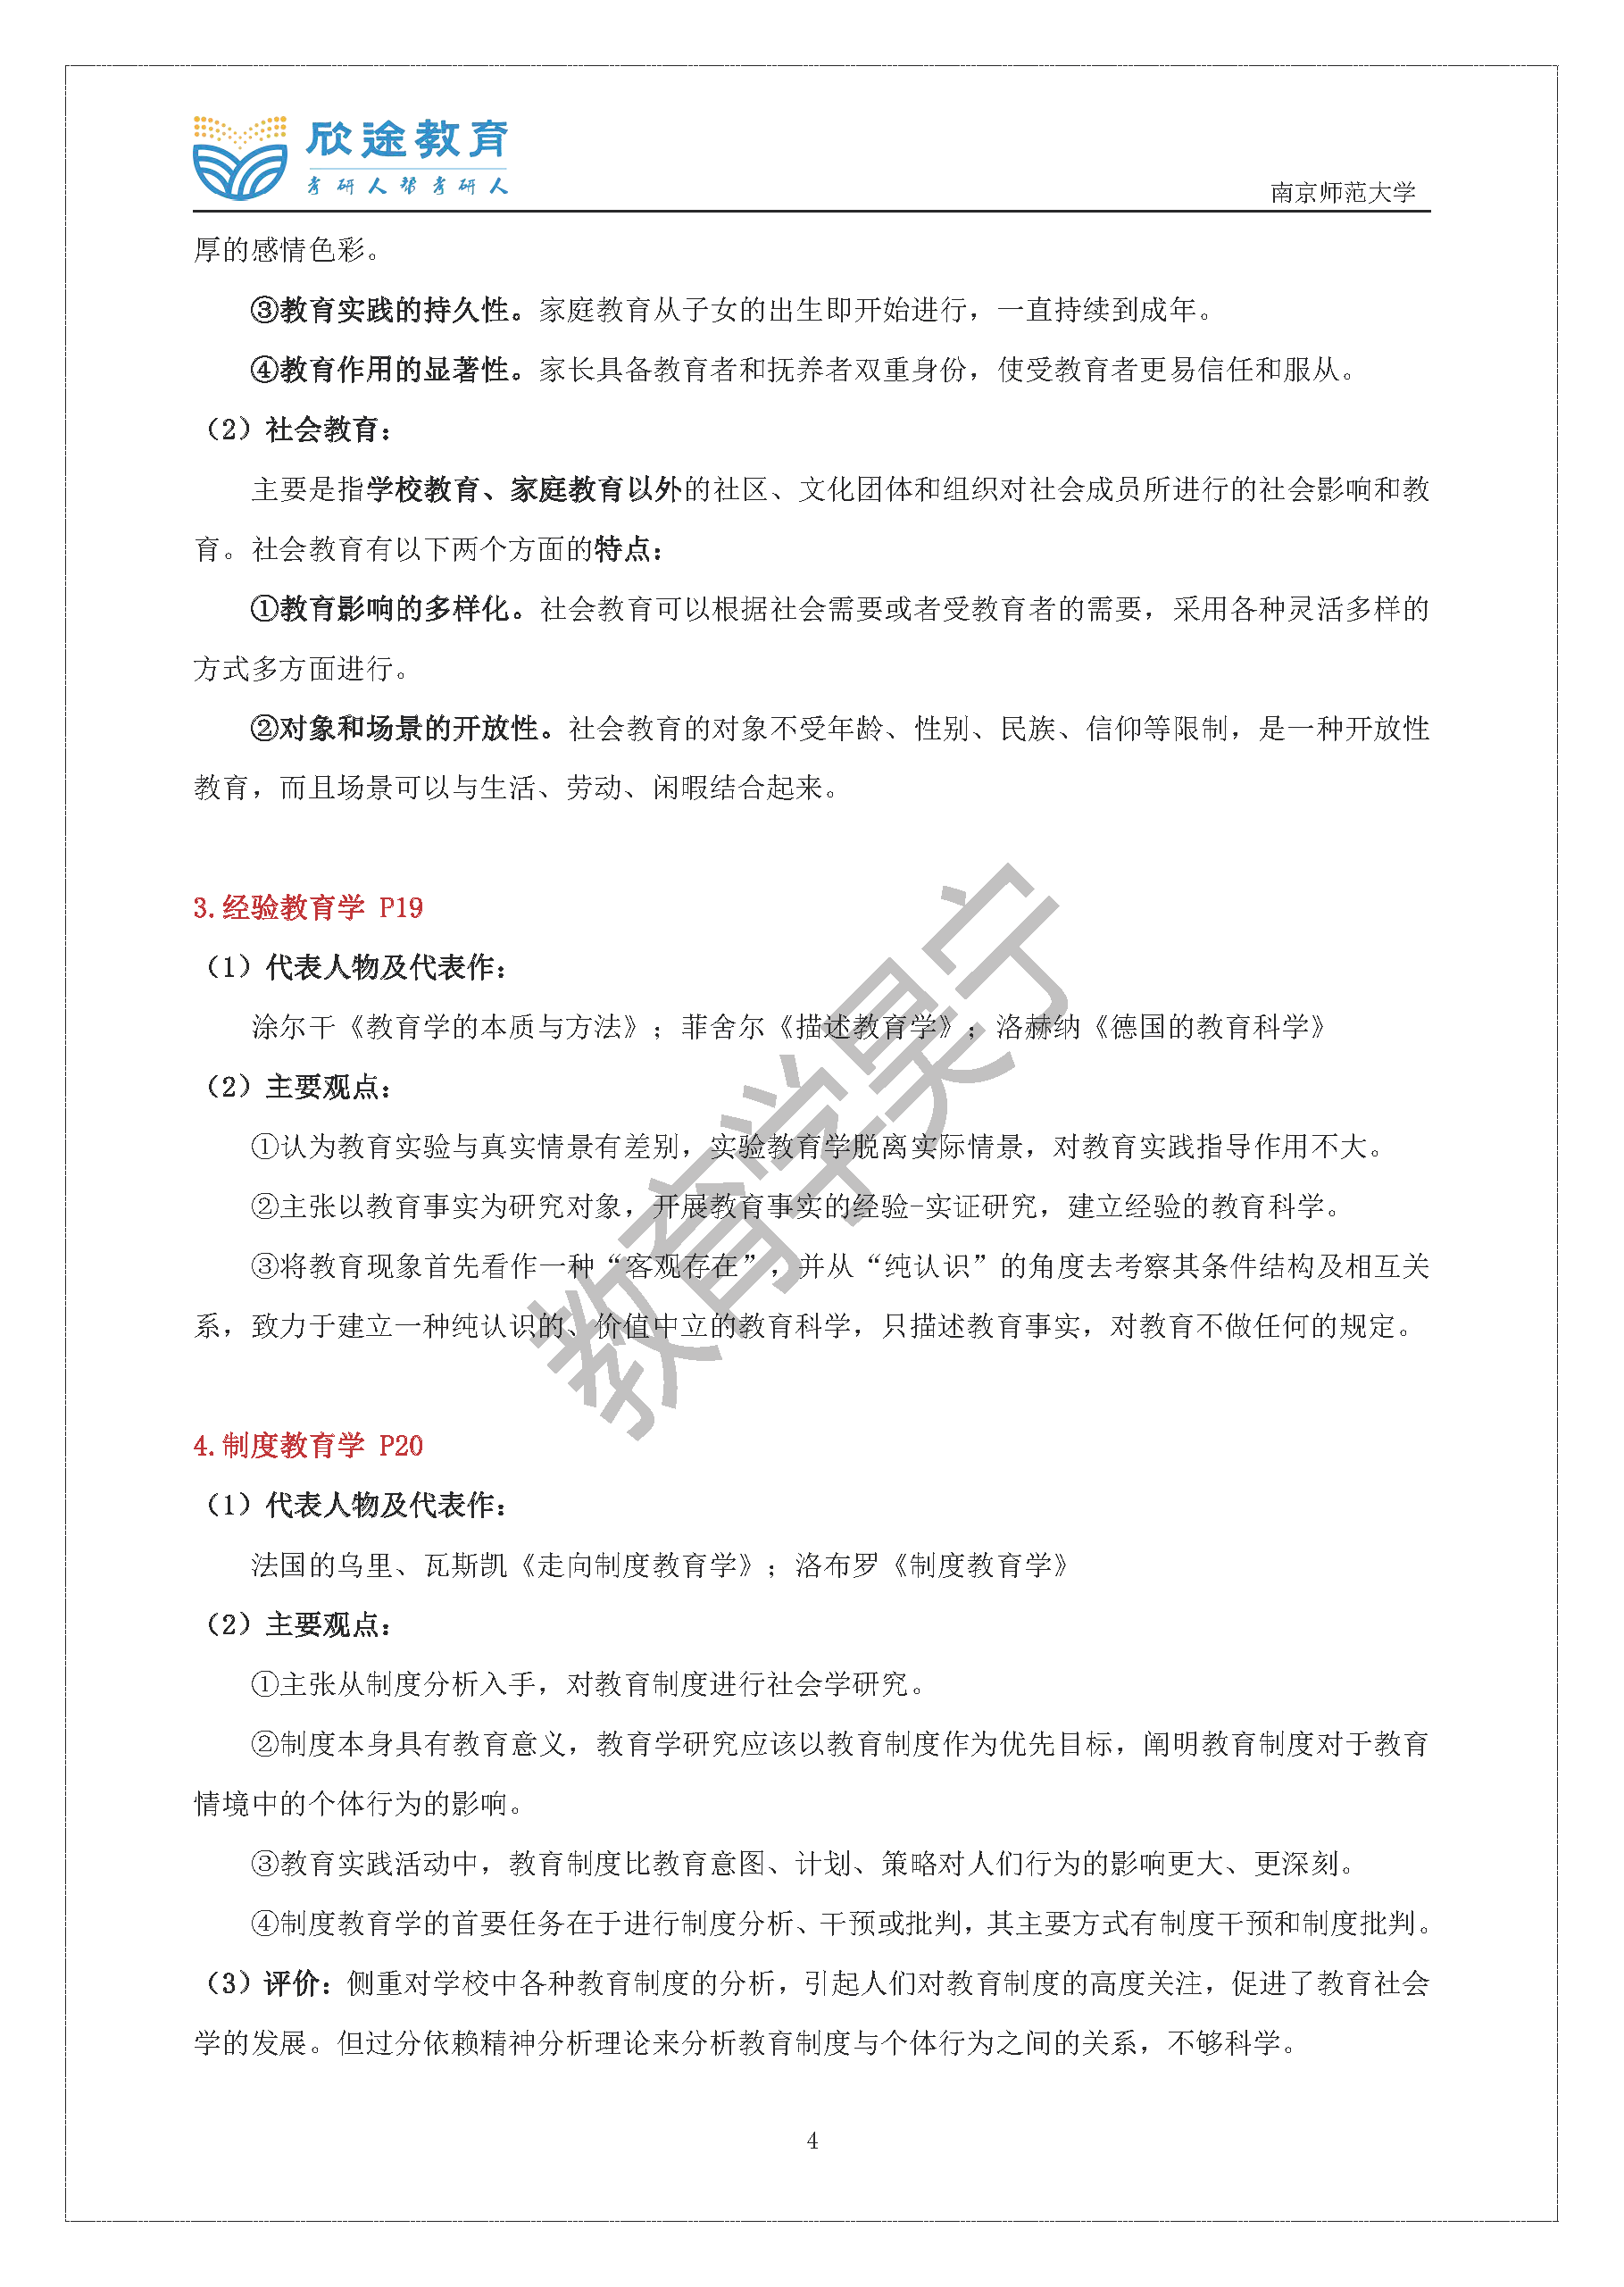 欣途教育
考研人帮考研人
南京师范大学
厚的感情色彩。
③教育实践的持久性。家庭教育从子女的出生即开始进行，一直持续到成年。
④教育作用的显著性。家长具备教育者和抚养者双重身份，使受教育者更易信任和服从。
（2）社会教育：
主要是指学校教育、家庭教育以外的社区、文化团体和组织对社会成员所进行的社会影响和教
育。社会教育有以下两个方面的特点：
①教育影响的多样化。社会教育可以根据社会需要或者受教育者的需要，采用各种灵活多样的
方式多方面进行。
②对象和场景的开放性。社会教育的对象不受年龄、性别、民族、信仰等限制，是一种开放性
教育，而且场景可以与生活、劳动、闲暇结合起来。
3.经验教育学 P19
（1）代表人物及代表作：
涂尔干《教育学的本质与方法》；菲舍尔《描述教育学》；洛赫纳《德国的教育科学》
（2）主要观点：
①认为教育实验与真实情景有差别，实验教育学脱离实际情景，对教育实践指导作用不大。
②主张以教育事实为研究对象，开展教育事实的经验-实证研究，建立经验的教育科学。
③将教育现象首先看作一种“客观存在”，并从“纯认识”的角度去考察其条件结构及相互关
系，致力于建立一种纯认识的、价值中立的教育科学，只描述教育事实，对教育不做任何的规定。
4.制度教育学 P20
（1）代表人物及代表作：
法国的乌里、瓦斯凯《走向制度教育学》；洛布罗《制度教育学》
（2）主要观点：
①主张从制度分析入手，对教育制度进行社会学研究。
②制度本身具有教育意义，教育学研究应该以教育制度作为优先目标，阐明教育制度对于教育
情境中的个体行为的影响。
③教育实践活动中，教育制度比教育意图、计划、策略对人们行为的影响更大、更深刻。
④制度教育学的首要任务在于进行制度分析、干预或批判，其主要方式有制度干预和制度批判。
（3）评价：侧重对学校中各种教育制度的分析，引起人们对教育制度的高度关注，促进了教育社会
学的发展。但过分依赖精神分析理论来分析教育制度与个体行为之间的关系，不够科学。
4
教育学昊宁